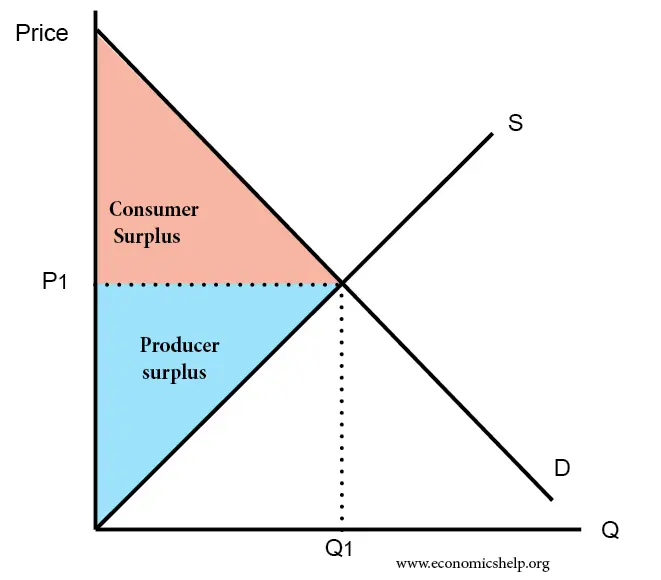 Price
S
Consumer
Surplus
P1
Producer
surplus
D
Q
Q1
www.economicshelp.org